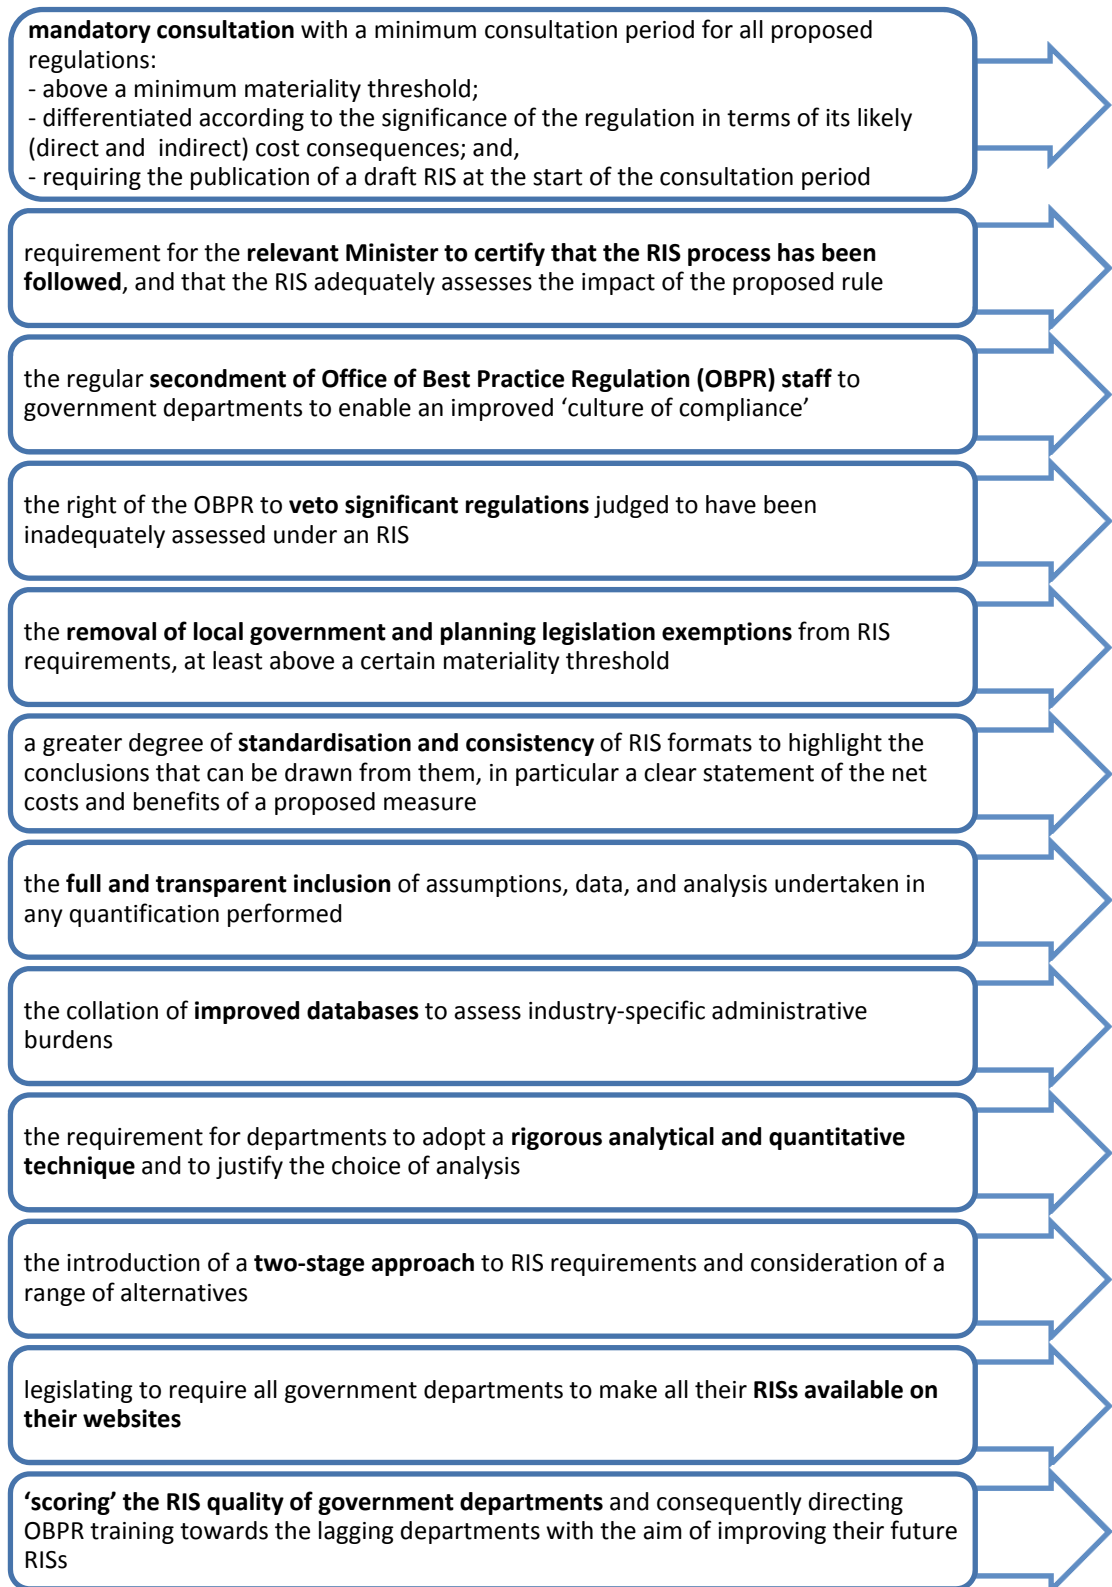 mandatory consultation with a minimum consultation period for all proposed
regulations:
- above a minimum materiality threshold;
- differentiated according to the significance of the regulation in terms of its likely
(direct and indirect) cost consequences; and,
- requiring the publication of a draft RIS at the start of the consultation period
requirement for the relevant Minister to certify that the RIS process has been
followed, and that the RIS adequately assesses the impact of the proposed rule
the regular secondment of Office of Best Practice Regulation (OBPR) staff to
government departments to enable an improved ‘culture of compliance’
the right of the OBPR to veto significant regulations judged to have been
inadequately assessed under an RIS
the removal of local government and planning legislation exemptions from RIS
requirements, at least above a certain materiality threshold
a greater degree of standardisation and consistency of RIS formats to highlight the
conclusions that can be drawn from them, in particular a clear statement of the net
costs and benefits of a proposed measure
the full and transparent inclusion of assumptions, data, and analysis undertaken in
any quantification performed
the collation of improved databases to assess industry-specific administrative
burdens
the requirement for departments to adopt a rigorous analytical and quantitative
technique and to justify the choice of analysis
the introduction of a two-stage approach to RIS requirements and consideration of a
range of alternatives
legislating to require all government departments to make all their RISs available on
their websites
‘scoring’ the RIS quality of government departments and consequently directing
OBPR training towards the lagging departments with the aim of improving their future
RISs